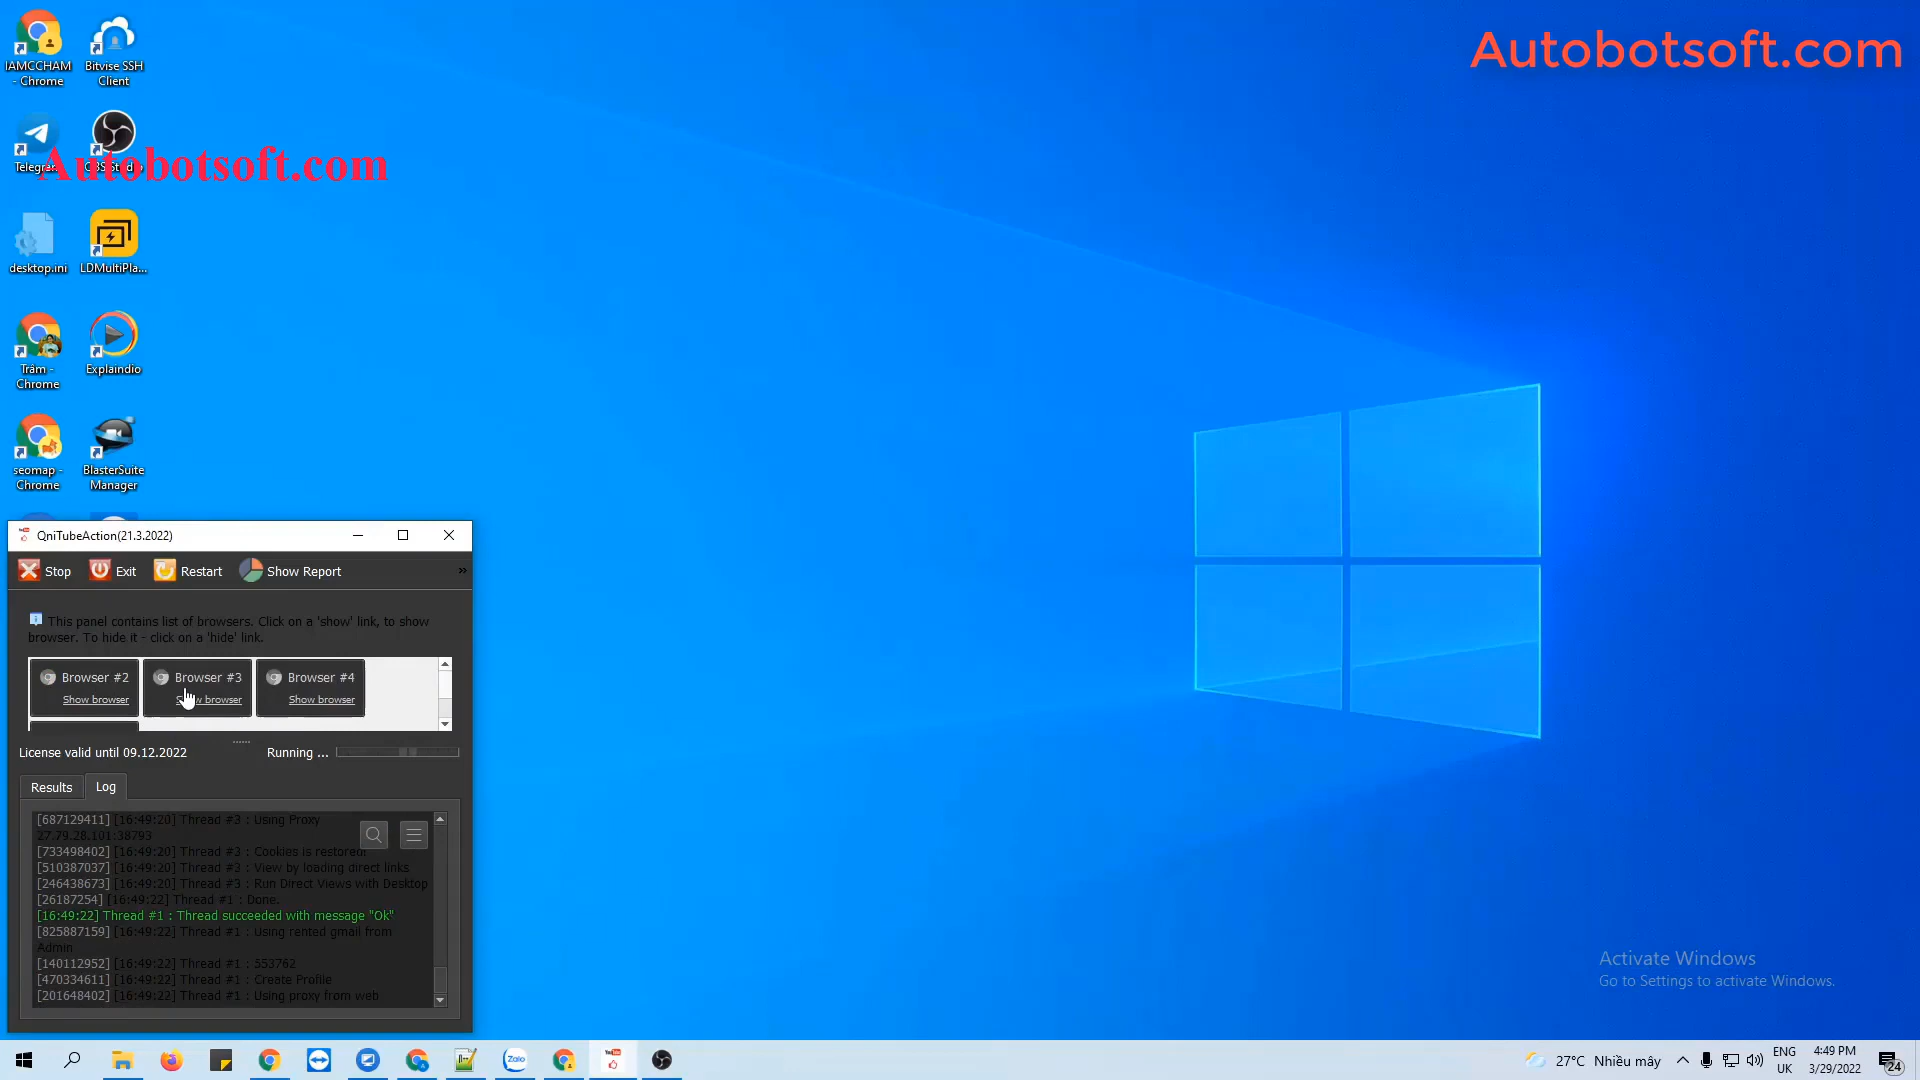 Autobotsoft.com
IAMCCHAM
- Chrome
Bitvise SSH
Client
Autobotsoft.com
desktop.ini
LDMultiPla...
Trâm -
Chrome
Explaindio
seomap -
Chrome
BlasterSuite
Manager
QniTubeAction(21.3.2022)
Stop
Exit
Restart
Show Report
»
This panel contains list of browsers. Click on a 'show' link, to show
browser. To hide it - click on a 'hide' link.
Browser #2
Browser #3
Browser #4
Show browser
Show browser
License valid until 09.12.2022
Running ...
Results
Log
[687129411] [16:49:20] Thread #3 : Using Proxy
27.79.28.101:38793
[733498402] [16:49:20] Thread #3 : Cookies is restored!
[510387037] [16:49:20] Thread #3 : View by loading direct links
[246438673] [16:49:20] Thread #3 : Run Direct Views with Desktop
[26187254] [16:49:22] Thread #1 : Done.
[16:49:22] Thread #1 : Thread succeeded with message "Ok"
[825887159] [16:49:22] Thread #1 : Using rented gmail from
Admin
[140112952] [16:49:22] Thread #1 : 553762
[470334611] [16:49:22] Thread #1 : Create Profile
[201648402] [16:49:22] Thread #1 : Using proxy from web
Activate Windows
Go to Settings to activate Windows.
Zalo
27°C Nhiều mây
ENG
UK
4:49 PM
3/29/2022
24